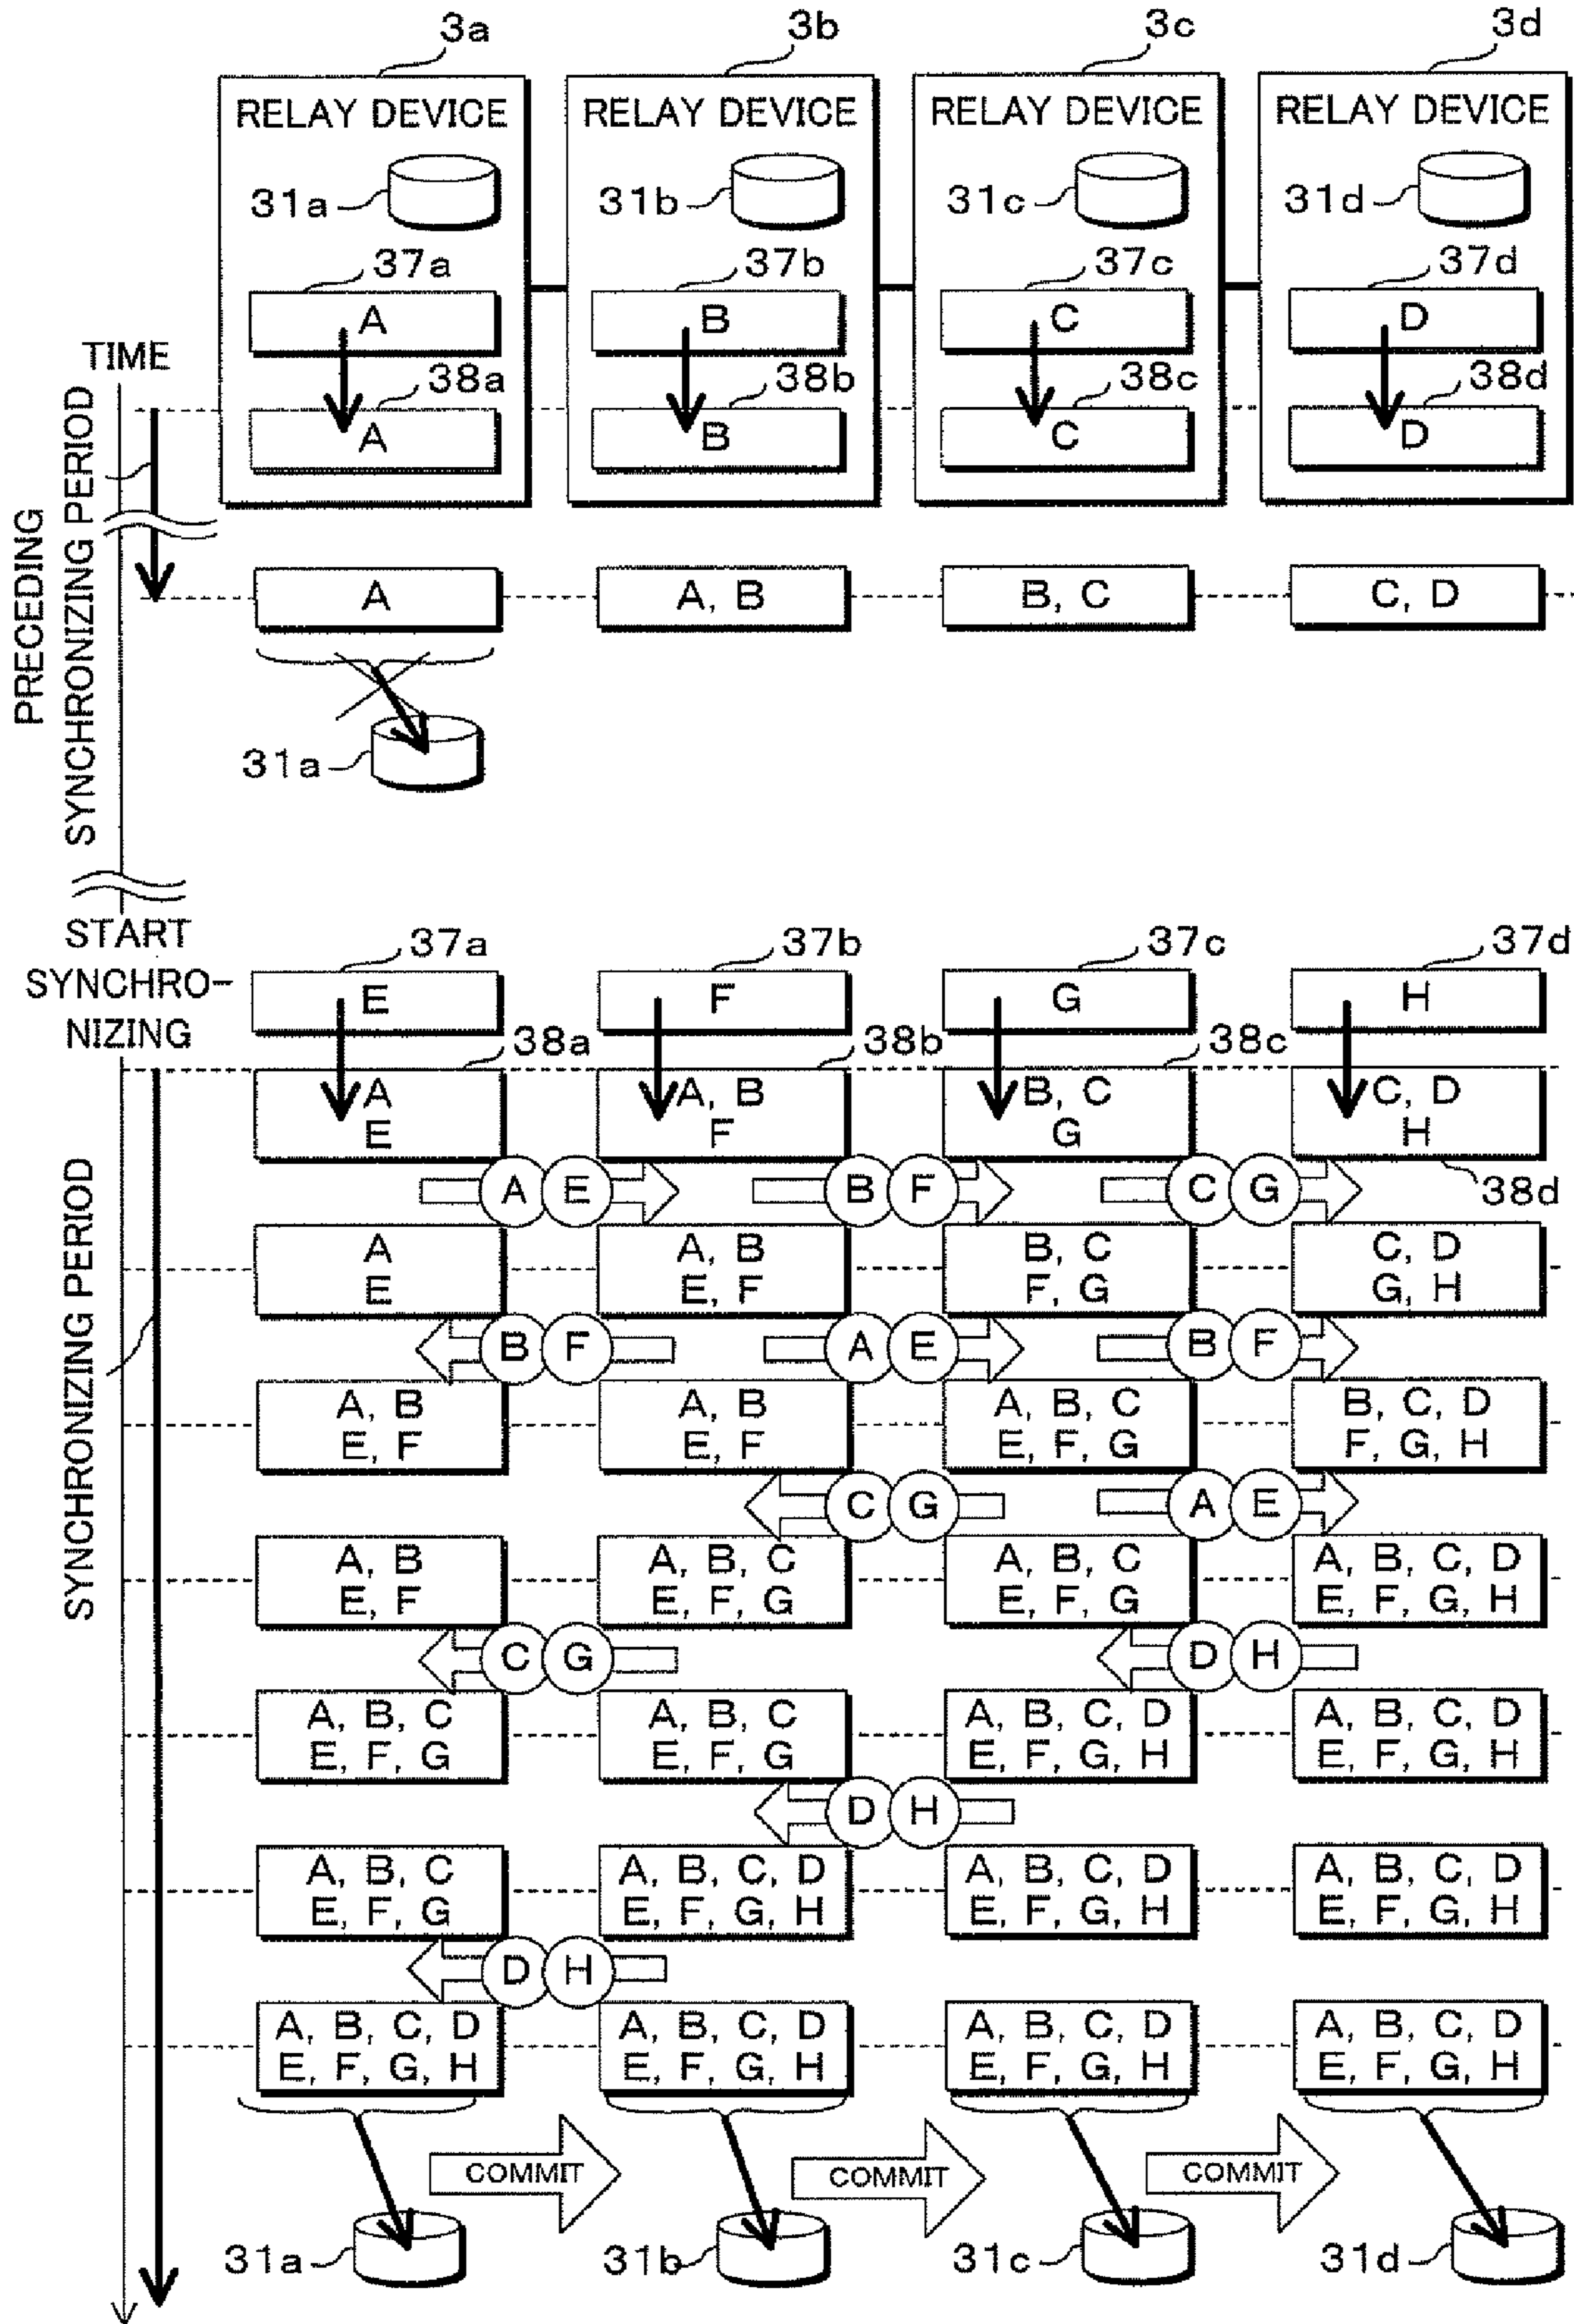 3a 3b 3c 3d
RELAY DEVICE RELAY DEVICE RELAY DEVICE RELAY DEVICE
31a 31b 31c 31d
37a 37b 37c 37d
A B C D
TIME
38a 38b 38c 38d
A B C D
PRECEDING
SYNCHRONIZING PERIOD
A A, B B, C C, D
31a
START
SYNCHRO-
NIZING
37a 37b 37c 37d
E F G H
38a 38b 38c
A A, B B, C C, D
E F G H
38d
A E B F C G
SYNCHRONIZING PERIOD
A A, B B, C C, D
E E, F F, G G, H
B F A E B F
A, B A, B A, B, C B, C, D
E, F E, F E, F, G F, G, H
C G A E
A, B A, B, C A, B, C A, B, C, D
E, F E, F, G E, F, G E, F, G, H
C G D H
A, B, C A, B, C A, B, C, D A, B, C, D
E, F, G E, F, G E, F, G, H E, F, G, H
D H
A, B, C A, B, C, D A, B, C, D A, B, C, D
E, F, G E, F, G, H E, F, G, H E, F, G, H
D H
A, B, C, D A, B, C, D A, B, C, D A, B, C, D
E, F, G, H E, F, G, H E, F, G, H E, F, G, H
COMMIT COMMIT COMMIT
31a 31b 31c 31d